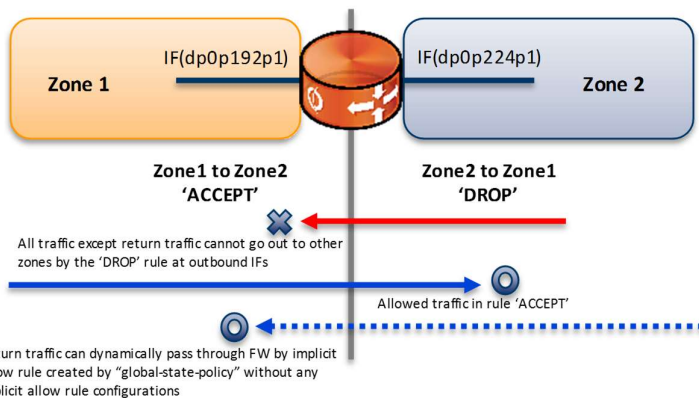 IF(dp0p192p1)
IF(dp0p224p1)
Zone 1
Zone 2
Zone1 to Zone2
‘ACCEPT’
Zone2 to Zone1
‘DROP’
All traffic except return traffic cannot go out to other
zones by the ‘DROP’ rule at outbound IFs
Allowed traffic in rule ‘ACCEPT’
urn traffic can dynamically pass through FW by implicit
ow rule created by “global-state-policy” without any
plicit allow rule configurations